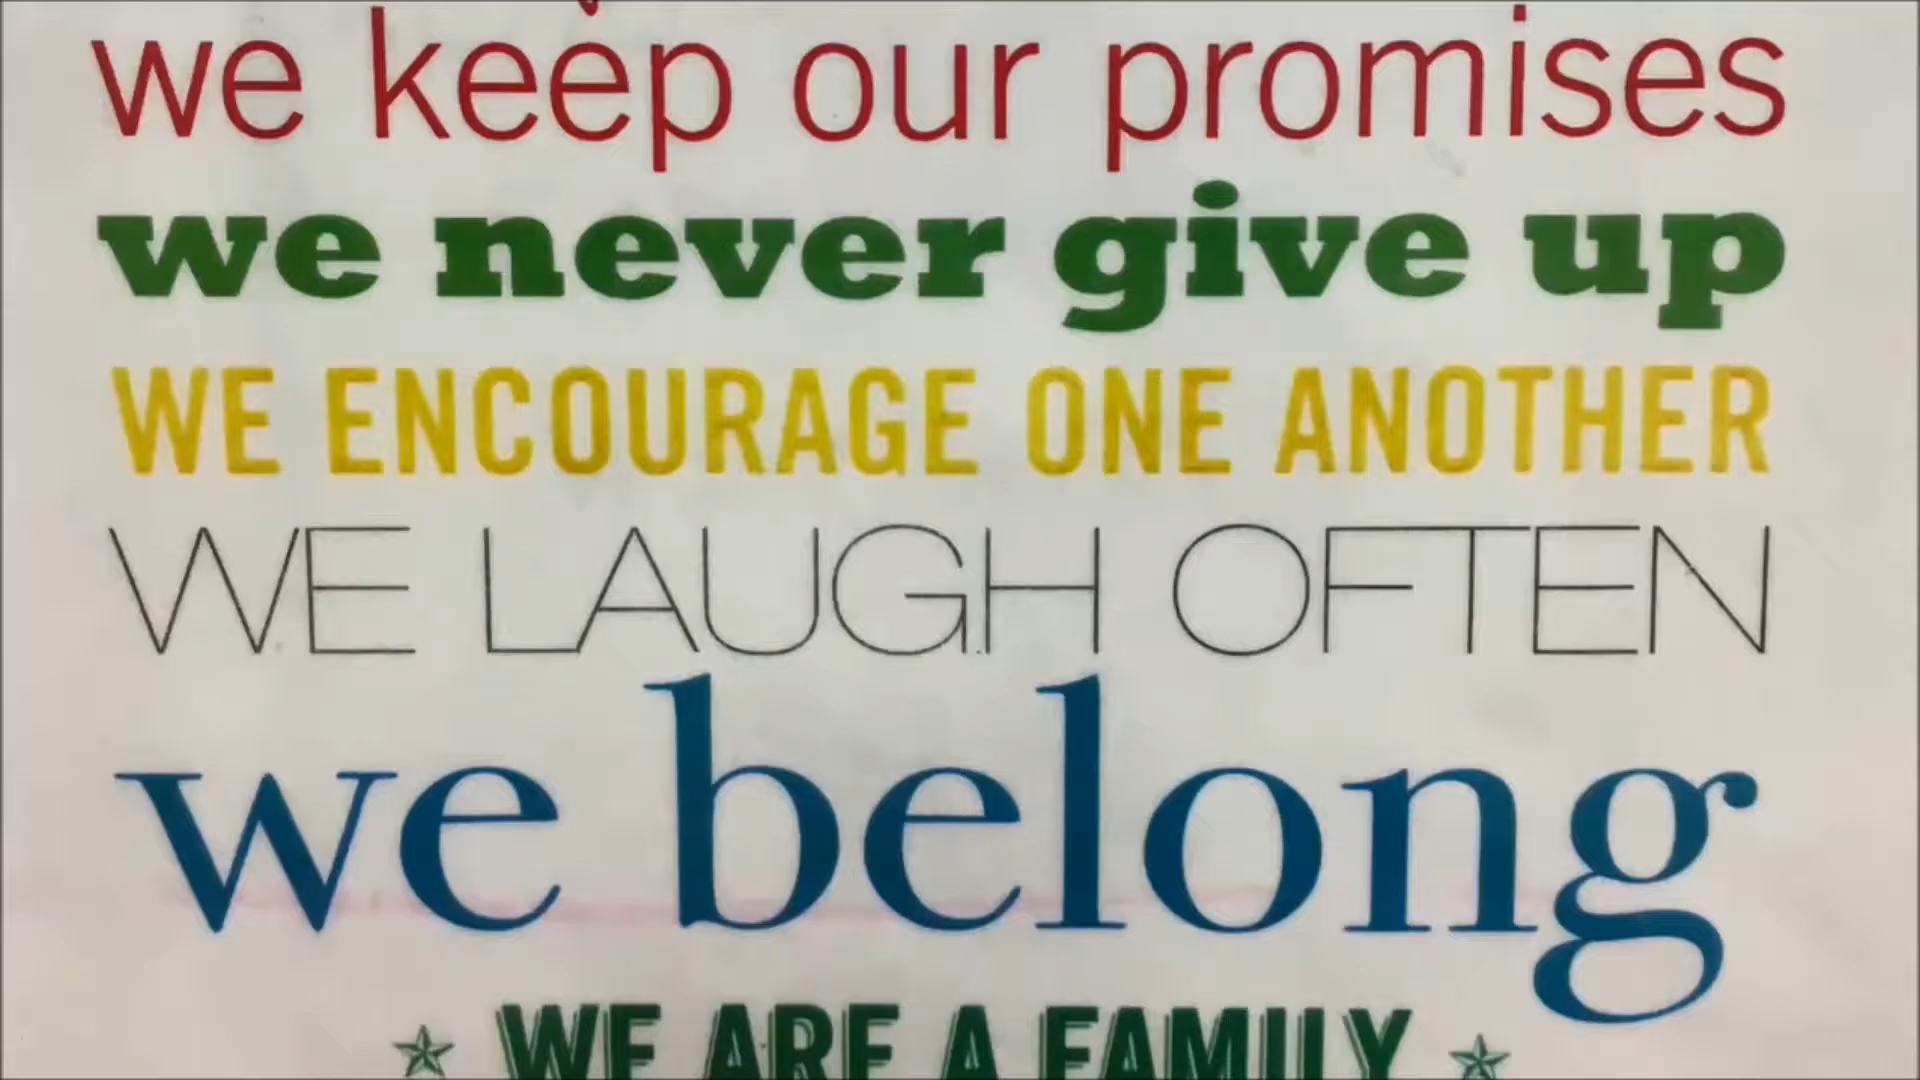 we keep our promises
we never give up
WE ENCOURAGE ONE ANOTHER
WE LAUGH OFTEN
we belong
WE ARE A FAMILY